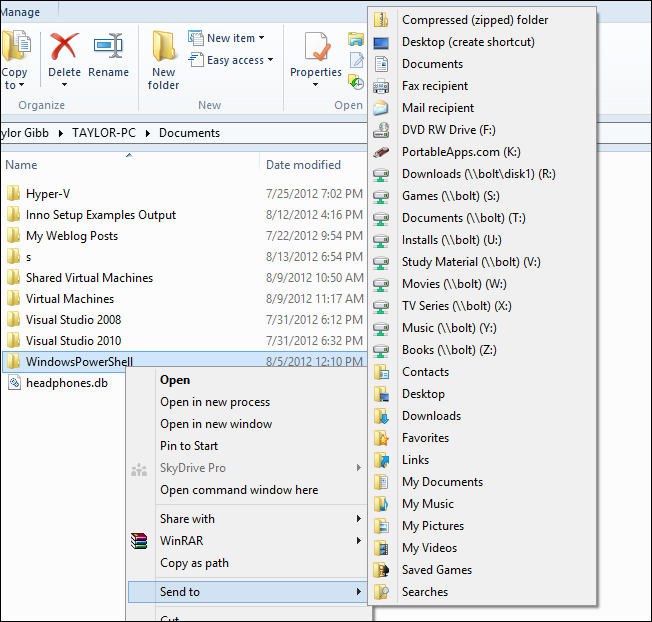 Manage
Copy to
Delete
Rename
New folder
New item
Easy access
Properties
Organize
New
Open
ylor Gibb TAYLOR-PC Documents
Name Date modified
Hyper-V 7/25/2012 7:02 PM
Inno Setup Examples Output 8/12/2012 4:16 PM
My Weblog Posts 7/22/2012 9:54 PM
s 8/13/2012 6:54 PM
Shared Virtual Machines 8/9/2012 10:50 AM
Virtual Machines 8/9/2012 11:17 AM
Visual Studio 2008 7/31/2012 6:12 PM
Visual Studio 2010 7/31/2012 6:32 PM
WindowsPowerShell 8/5/2012 12:10 PM
headphones.db
Open
Open in new process
Open in new window
Pin to Start
SkyDrive Pro
Open command window here
Share with
WinRAR
Copy as path
Send to
Cut
Compressed (zipped) folder
Desktop (create shortcut)
Documents
Fax recipient
Mail recipient
DVD RW Drive (F:)
PortableApps.com (K:)
Downloads (\\bolt\disk1) (R:)
Games (\\bolt) (S:)
Documents (\\bolt) (T:)
Installs (\\bolt) (U:)
Study Material (\\bolt) (V:)
Movies (\\bolt) (W:)
TV Series (\\bolt) (X:)
Music (\\bolt) (Y:)
Books (\\bolt) (Z:)
Contacts
Desktop
Downloads
Favorites
Links
My Documents
My Music
My Pictures
My Videos
Saved Games
Searches